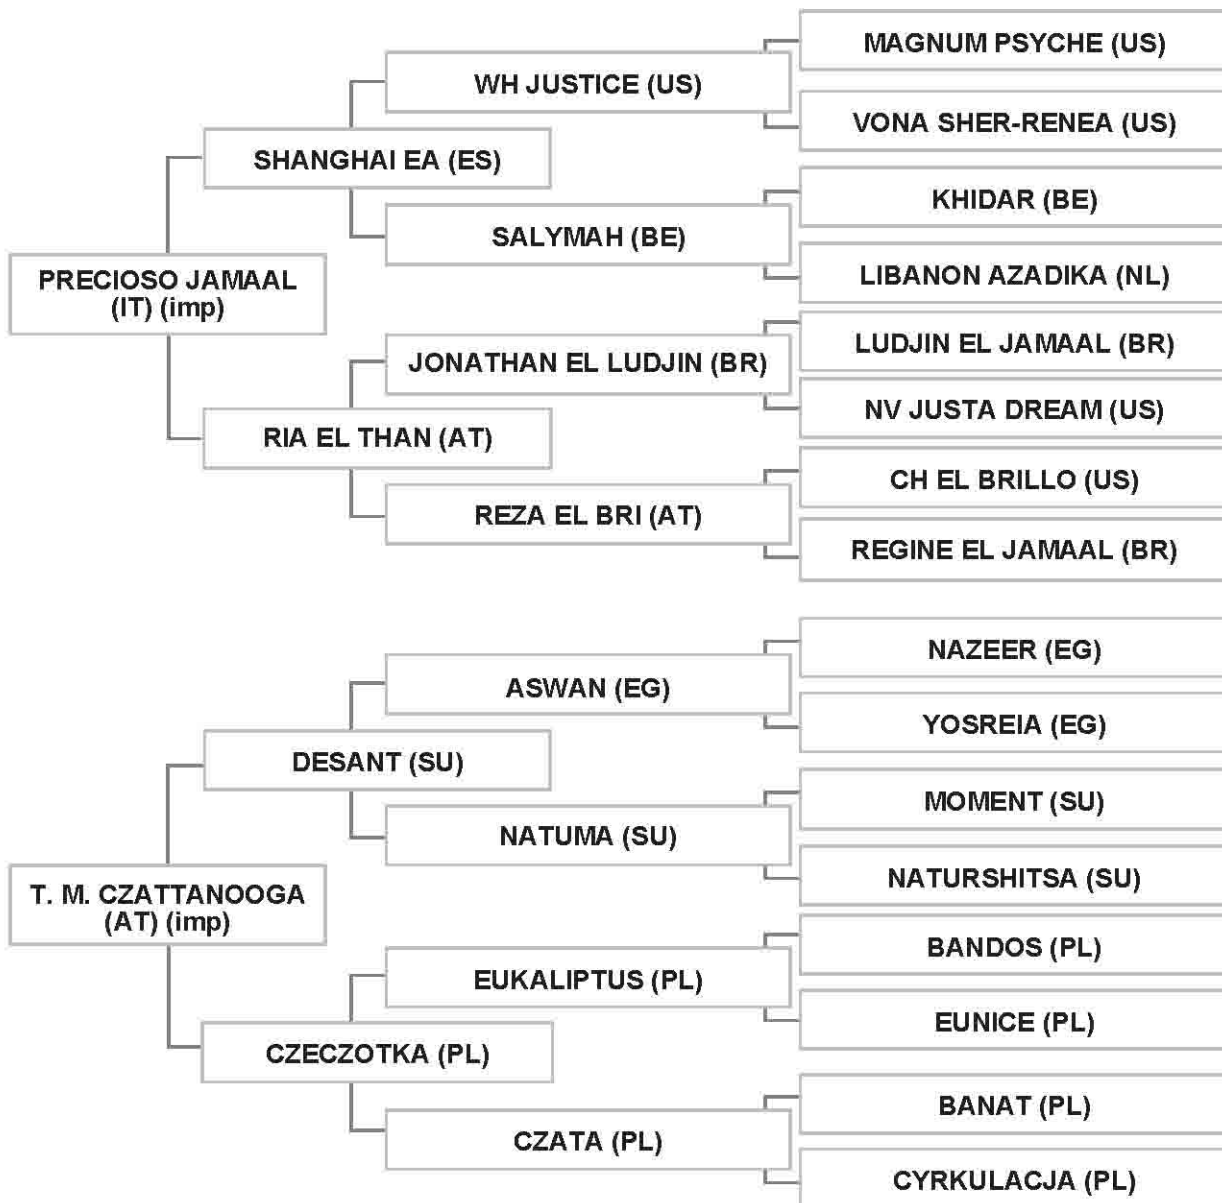 MAGNUM PSYCHE (US)
WH JUSTICE (US)
VONA SHER-RENEA (US)
SHANGHAI EA (ES)
KHIDAR (BE)
SALYMAH (BE)
LIBANON AZADIKA (NL)
PRECIOSO JAMAAL
(IT) (imp)
LUDJIN EL JAMAAL (BR)
JONATHAN EL LUDJIN (BR)
NV JUSTA DREAM (US)
RIA EL THAN (AT)
CH EL BRILLO (US)
REZA EL BRI (AT)
REGINE EL JAMAAL (BR)
NAZEER (EG)
ASWAN (EG)
YOSREIA (EG)
DESANT (SU)
MOMENT (SU)
NATUMA (SU)
NATURSHITSA (SU)
T. M. CZATTANOOGA
(AT) (imp)
BANDOS (PL)
EUKALIPTUS (PL)
EUNICE (PL)
CZECZOTKA (PL)
BANAT (PL)
CZATA (PL)
CYRKULACJA (PL)